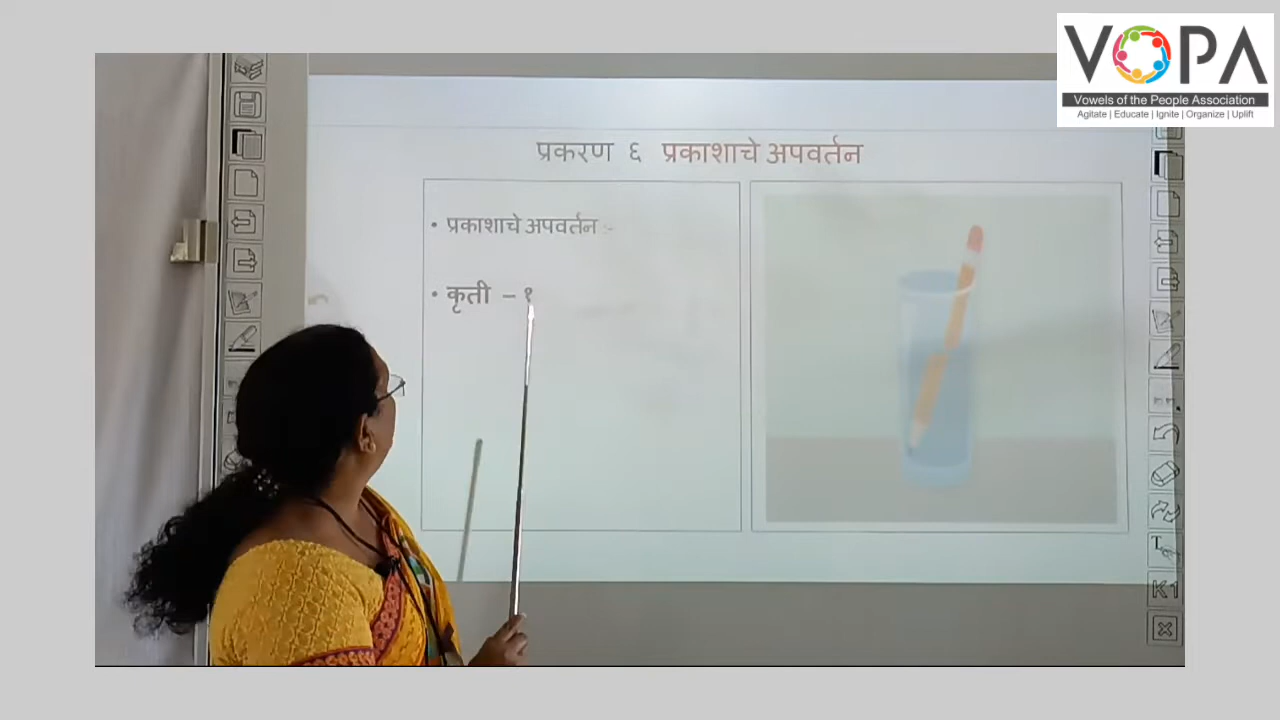 VOPA
Vowels of the People Association
Agitate | Educate | Ignite | Organize | Uplift
प्रकरण ६ प्रकाशाचे अपवर्तन
• प्रकाशाचे अपवर्तन :-
• कृती – १
T
K1